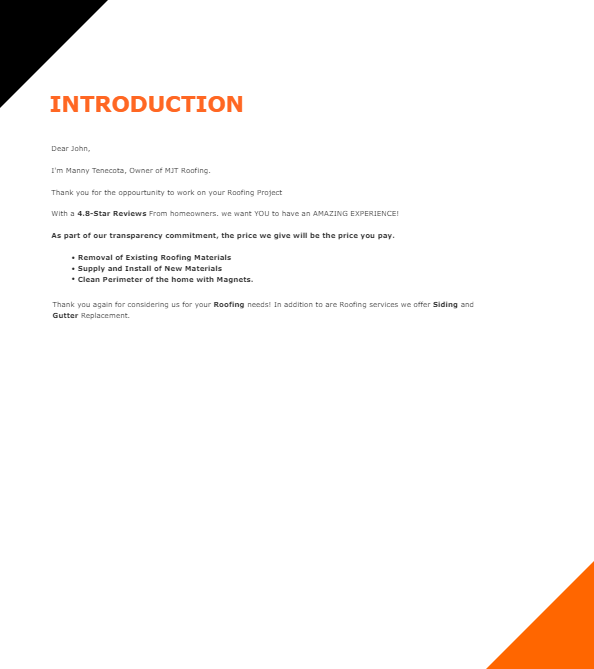 INTRODUCTION
Dear John,
I'm Manny Tenecota, Owner of MJT Roofing.
Thank you for the oppourtunity to work on your Roofing Project
With a 4.8-Star Reviews From homeowners. we want YOU to have an AMAZING EXPERIENCE!
As part of our transparency commitment, the price we give will be the price you pay.
• Removal of Existing Roofing Materials
• Supply and Install of New Materials
• Clean Perimeter of the home with Magnets.
Thank you again for considering us for your Roofing needs! In addition to are Roofing services we offer Siding and
Gutter Replacement.